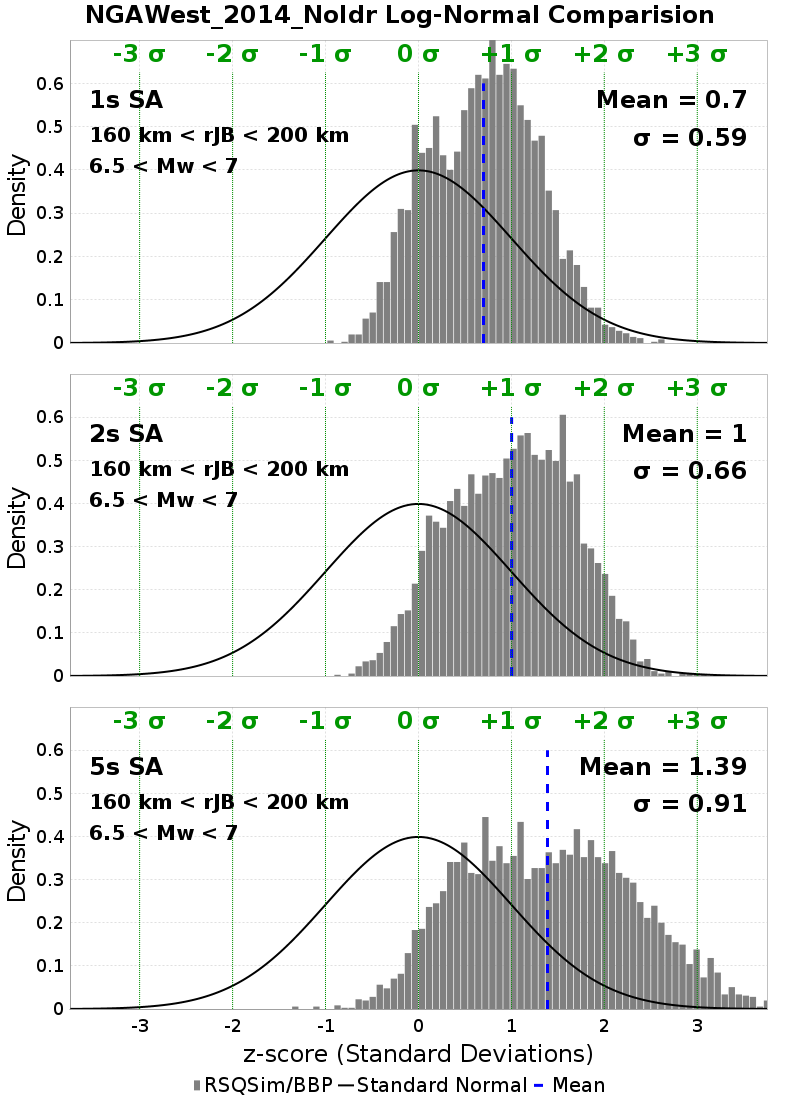 NGAWest_2014_NoIdr Log-Normal Comparision
-3 σ -2 σ -1 σ 0 σ +1 σ +2 σ +3 σ
0.6
0.5
0.4
0.3
0.2
0.1
0
Density
1s SA
160 km < rJB < 200 km
6.5 < Mw < 7
Mean = 0.7
σ = 0.59
-3 σ -2 σ -1 σ 0 σ +1 σ +2 σ +3 σ
0.6
0.5
0.4
0.3
0.2
0.1
0
Density
2s SA
160 km < rJB < 200 km
6.5 < Mw < 7
Mean = 1
σ = 0.66
-3 σ -2 σ -1 σ 0 σ +1 σ +2 σ +3 σ
0.6
0.5
0.4
0.3
0.2
0.1
0
Density
5s SA
160 km < rJB < 200 km
6.5 < Mw < 7
Mean = 1.39
σ = 0.91
-3 -2 -1 0 1 2 3
z-score (Standard Deviations)
RSQSim/BBP Standard Normal Mean